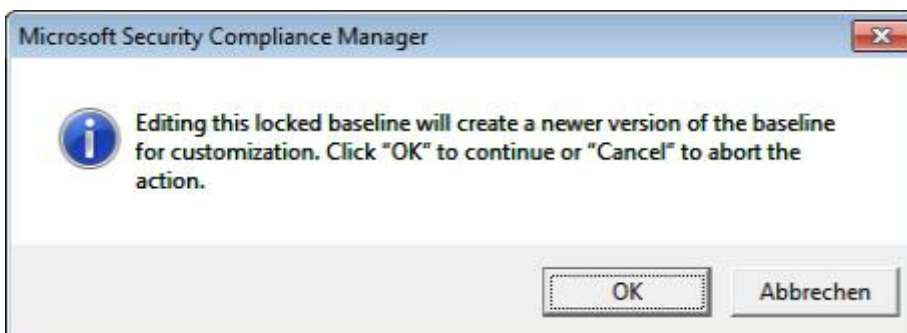 Microsoft Security Compliance Manager
Editing this locked baseline will create a newer version of the baseline
for customization. Click "OK" to continue or "Cancel" to abort the
action.
OK
Abbrechen